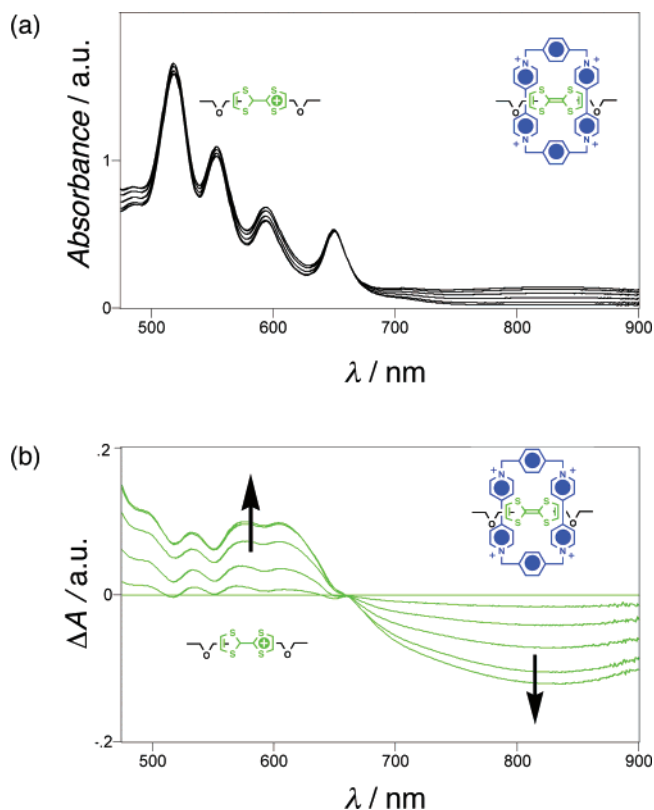 (a)
Absorbance / a.u.
1
0
500 600 700 800 900
λ / nm
S S
S S
+
O O
+ +
N N
S S
S S
O O
N N
+ +
(b)
ΔA / a.u.
.2
0
-.2
500 600 700 800 900
λ / nm
+ +
N N
S S
S S
O O
N N
+ +
S S
S S
+
O O